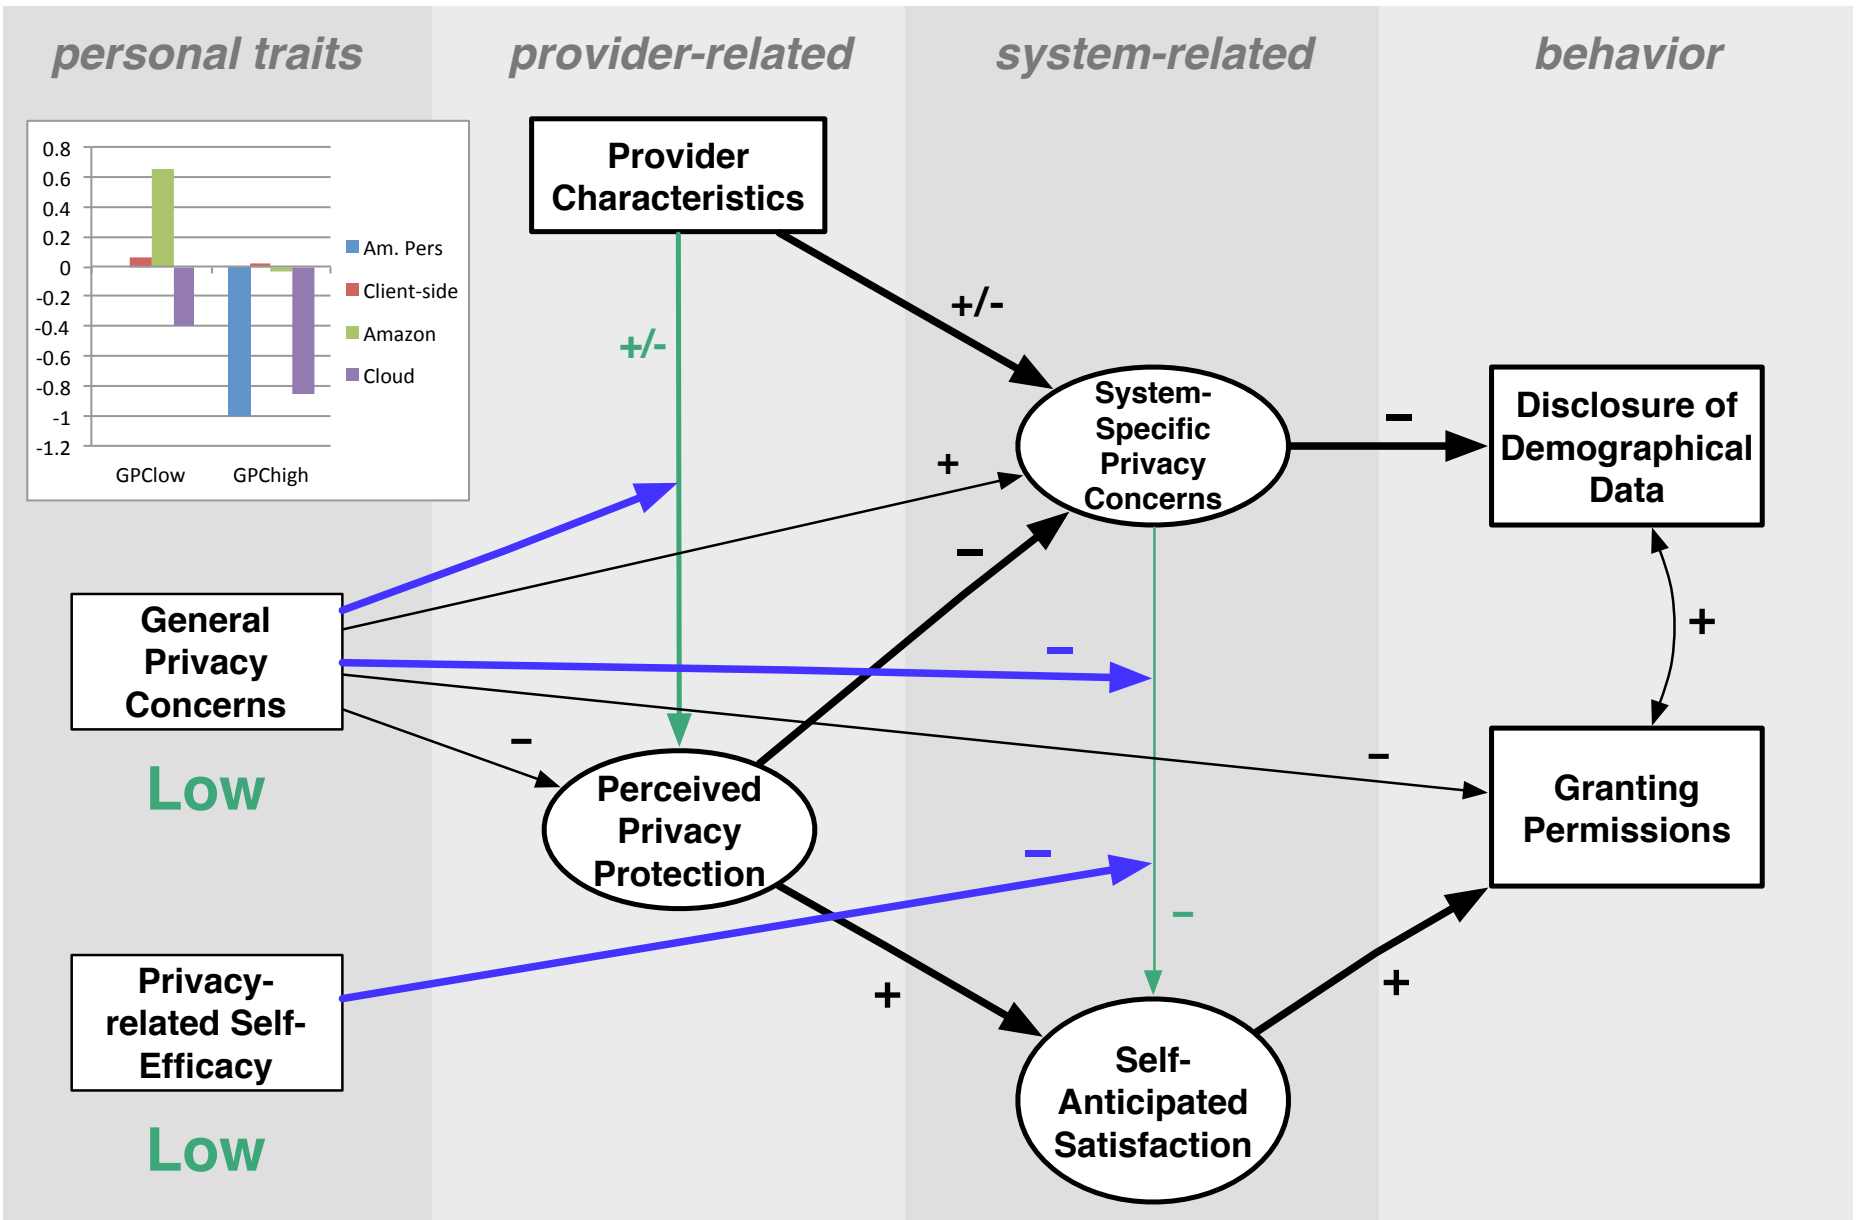 personal traits
provider-related
system-related
behavior
0.8
0.6
0.4
0.2
0
-0.2
-0.4
-0.6
-0.8
-1
-1.2
GPClow
GPChigh
Am. Pers
Client-side
Amazon
Cloud
Provider
Characteristics
+/-
+/-
System-
Specific
Privacy
Concerns
–
Disclosure of
Demographical
Data
+
–
General
Privacy
Concerns
Low
–
+
–
–
Perceived
Privacy
Protection
Granting
Permissions
–
–
Privacy-
related Self-
Efficacy
Low
+
+
Self-
Anticipated
Satisfaction